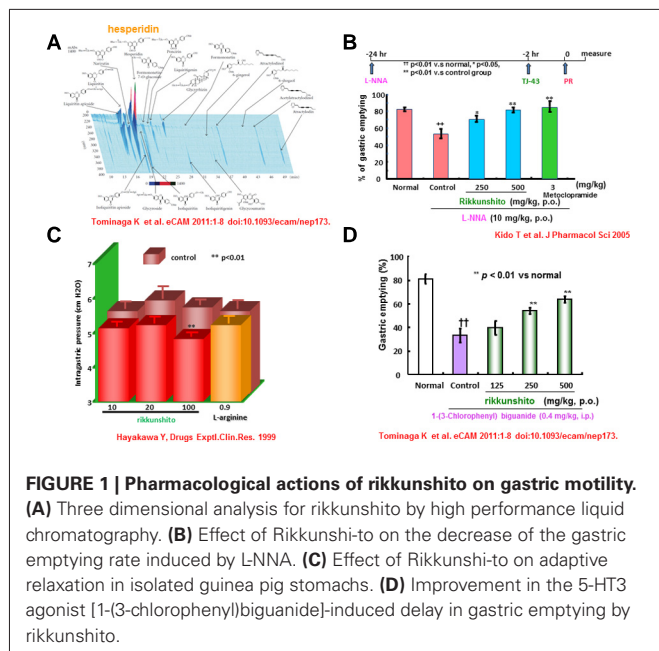 A
hesperidin
Hesperidin
Naringin
Formononetin
Isoliquiritin apioside
Glycycoumarin
Tominaga K et al. eCAM 2011:1-8 doi:10.1093/ecam/nep173.
B
-24 hr
-2 hr
0
measure
†† p<0.01 v.s normal, * p<0.05,
** p<0.01 v.s control group
L-NNA
TJ-43
PR
% of gastric emptying
100
80
60
40
20
0
++
*
**
**
Normal
Control
250
500
3
(mg/kg)
Metoclopramide
Rikkunshito (mg/kg, p.o.)
L-NNA (10 mg/kg, p.o.)
Kido T et al. J Pharmacol Sci 2005
C
7
6
5
4
3
Intragastric pressure (cm H2O)
control
** p<0.01
**
10
20
100
0.9
rikkunshito
L-arginine
Hayakawa Y, Drugs Exptl.Clin.Res. 1999
D
Gastric emptying (%)
100
80
60
40
20
0
** p < 0.01 vs normal
††
**
**
Normal
Control
125
250
500
rikkunshito (mg/kg, p.o.)
1-(3-Chlorophenyl) biguanide (0.4 mg/kg, i.p.)
Tominaga K et al. eCAM 2011:1-8 doi:10.1093/ecam/nep173.
FIGURE 1 | Pharmacological actions of rikkunshito on gastric motility.
(A) Three dimensional analysis for rikkunshito by high performance liquid
chromatography. (B) Effect of Rikkunshi-to on the decrease of the gastric
emptying rate induced by L-NNA. (C) Effect of Rikkunshi-to on adaptive
relaxation in isolated guinea pig stomachs. (D) Improvement in the 5-HT3
agonist [1-(3-chlorophenyl)biguanide]-induced delay in gastric emptying by
rikkunshito.